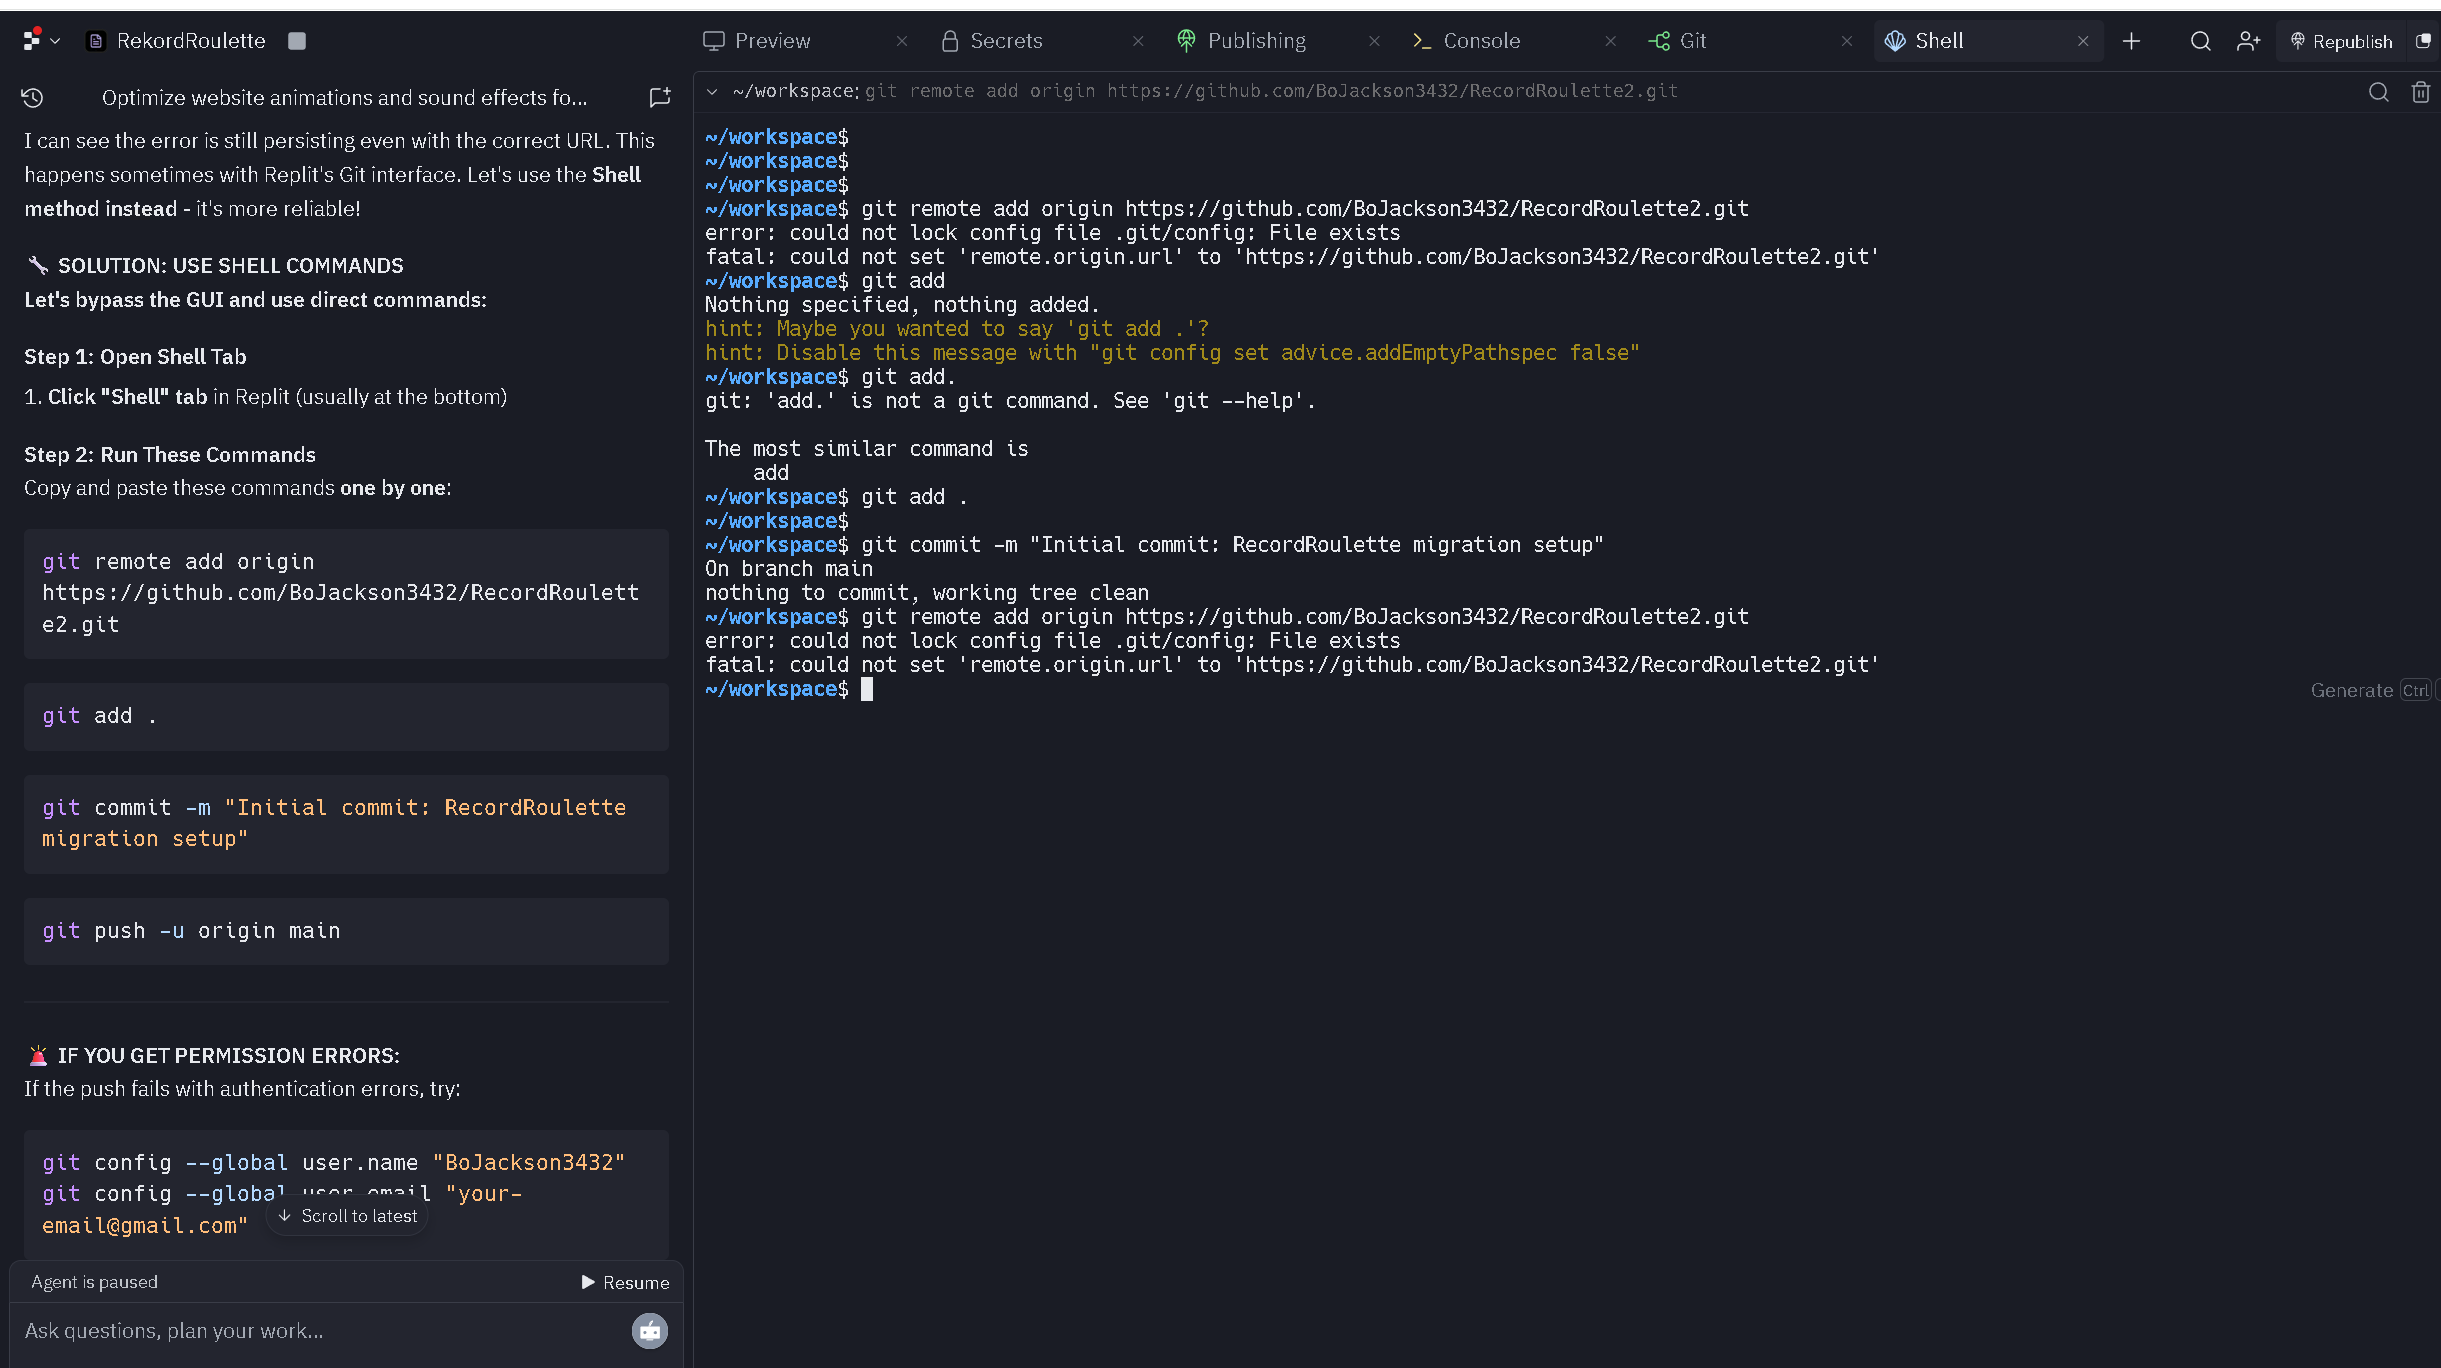 RekordRoulette
Preview
Secrets
Publishing
Console
Git
Shell
Republish
Optimize website animations and sound effects fo...
I can see the error is still persisting even with the correct URL. This
happens sometimes with Replit's Git interface. Let's use the Shell
method instead - it's more reliable!
🔧 SOLUTION: USE SHELL COMMANDS
Let's bypass the GUI and use direct commands:
Step 1: Open Shell Tab
1. Click "Shell" tab in Replit (usually at the bottom)
Step 2: Run These Commands
Copy and paste these commands one by one:
git remote add origin
https://github.com/BoJackson3432/RecordRoulett
e2.git
git add .
git commit -m "Initial commit: RecordRoulette
migration setup"
git push -u origin main
🚨 IF YOU GET PERMISSION ERRORS:
If the push fails with authentication errors, try:
git config --global user.name "BoJackson3432"
git config --global user.email "your-
email@gmail.com"
Scroll to latest
Agent is paused
Resume
Ask questions, plan your work...
~/workspace: git remote add origin https://github.com/BoJackson3432/RecordRoulette2.git
~/workspace$
~/workspace$
~/workspace$
~/workspace$ git remote add origin https://github.com/BoJackson3432/RecordRoulette2.git
error: could not lock config file .git/config: File exists
fatal: could not set 'remote.origin.url' to 'https://github.com/BoJackson3432/RecordRoulette2.git'
~/workspace$ git add
Nothing specified, nothing added.
hint: Maybe you wanted to say 'git add .'?
hint: Disable this message with "git config set advice.addEmptyPathspec false"
~/workspace$ git add.
git: 'add.' is not a git command. See 'git --help'.
The most similar command is
add
~/workspace$ git add .
~/workspace$
~/workspace$ git commit -m "Initial commit: RecordRoulette migration setup"
On branch main
nothing to commit, working tree clean
~/workspace$ git remote add origin https://github.com/BoJackson3432/RecordRoulette2.git
error: could not lock config file .git/config: File exists
fatal: could not set 'remote.origin.url' to 'https://github.com/BoJackson3432/RecordRoulette2.git'
~/workspace$
Generate Ctrl